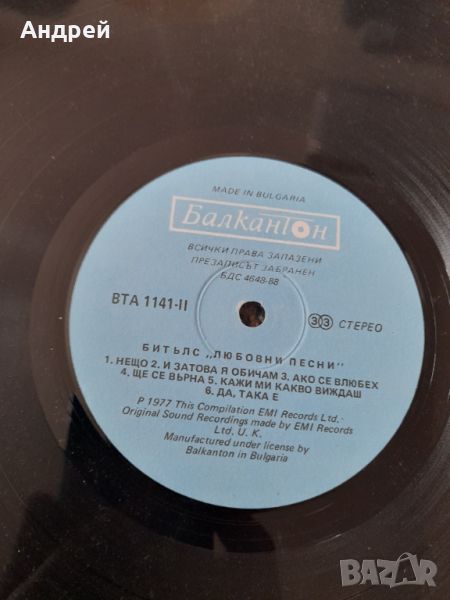 Андрей
MADE IN BULGARIA
Балкантон
ВСИЧКИ ПРАВА ЗАПАЗЕНИ
ПРЕЗАПИСЪТ ЗАБРАНЕН
БДС 4648-88
ВТА 1141-II
33 СТЕРЕО
БИТЪЛС „ЛЮБОВНИ ПЕСНИ"
1. НЕЩО 2. И ЗАТОВА Я ОБИЧАМ 3. АКО СЕ ВЛЮБЕХ
4. ЩЕ СЕ ВЪРНА 5. КАЖИ МИ КАКВО ВИЖДАШ
6. ДА, ТАКА Е
P 1977 This Compilation EMI Records Ltd.
Original Sound Recordings made by EMI Records
Ltd. U. K.
Manufactured under license by
Balkanton in Bulgaria
BAZAR